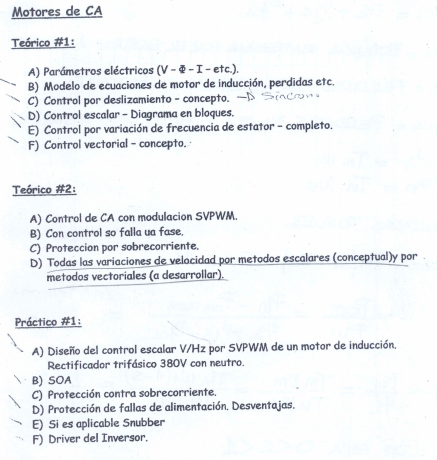 Motores de CA
Teórico #1:
A) Parámetros eléctricos (V - Φ - I - etc.).
B) Modelo de ecuaciones de motor de inducción, perdidas etc.
C) Control por deslizamiento - concepto.
D) Control escalar - Diagrama en bloques.
E) Control por variación de frecuencia de estator - completo.
F) Control vectorial - concepto.
Teórico #2:
A) Control de CA con modulacion SVPWM.
B) Con control so falla ua fase.
C) Proteccion por sobrecorriente.
D) Todas las variaciones de velocidad por metodos escalares (conceptual)y por
metodos vectoriales (a desarrollar).
Práctico #1:
A) Diseño del control escalar V/Hz por SVPWM de un motor de inducción.
Rectificador trifásico 380V con neutro.
B) SOA
C) Protección contra sobrecorriente.
D) Protección de fallas de alimentación. Desventajas.
E) Si es aplicable Snubber
F) Driver del Inversor.